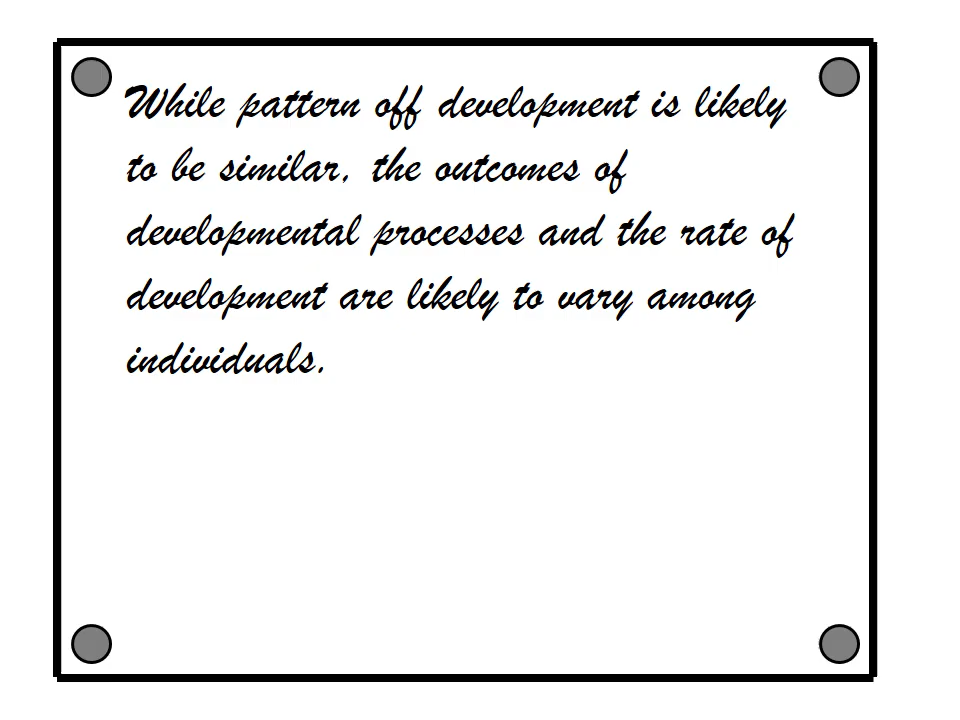 While pattern off development is likely
to be similar, the outcomes of
developmental processes and the rate of
development are likely to vary among
individuals.